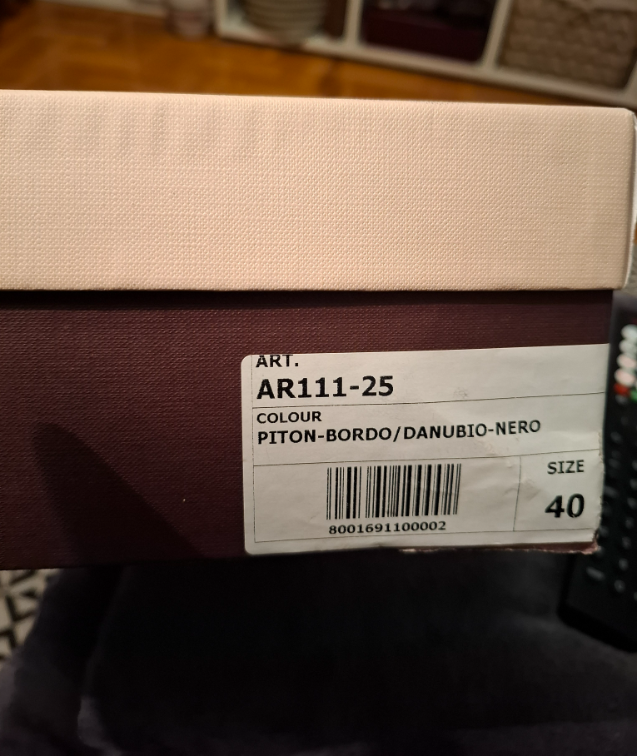 ART.
AR111-25
COLOUR
PITON-BORDO/DANUBIO-NERO
SIZE
40
8001691100002